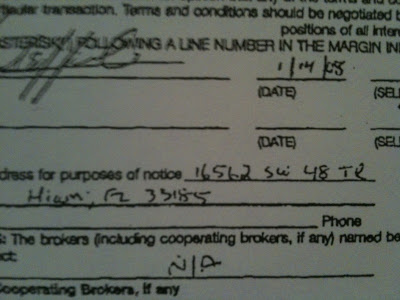 rticular transaction. Terms and conditions should be negotiated b
positions of all inter
ASTERISK) FOLLOWING A LINE NUMBER IN THE MARGIN IN
1/14/08
(DATE) (SEL
(DATE) (SEL
dress for purposes of notice 16562 SW 48 TR
Miami, FL 33185
Phone
S: The brokers (including cooperating brokers, if any) named be
ct:
N/A
Cooperating Brokers, if any